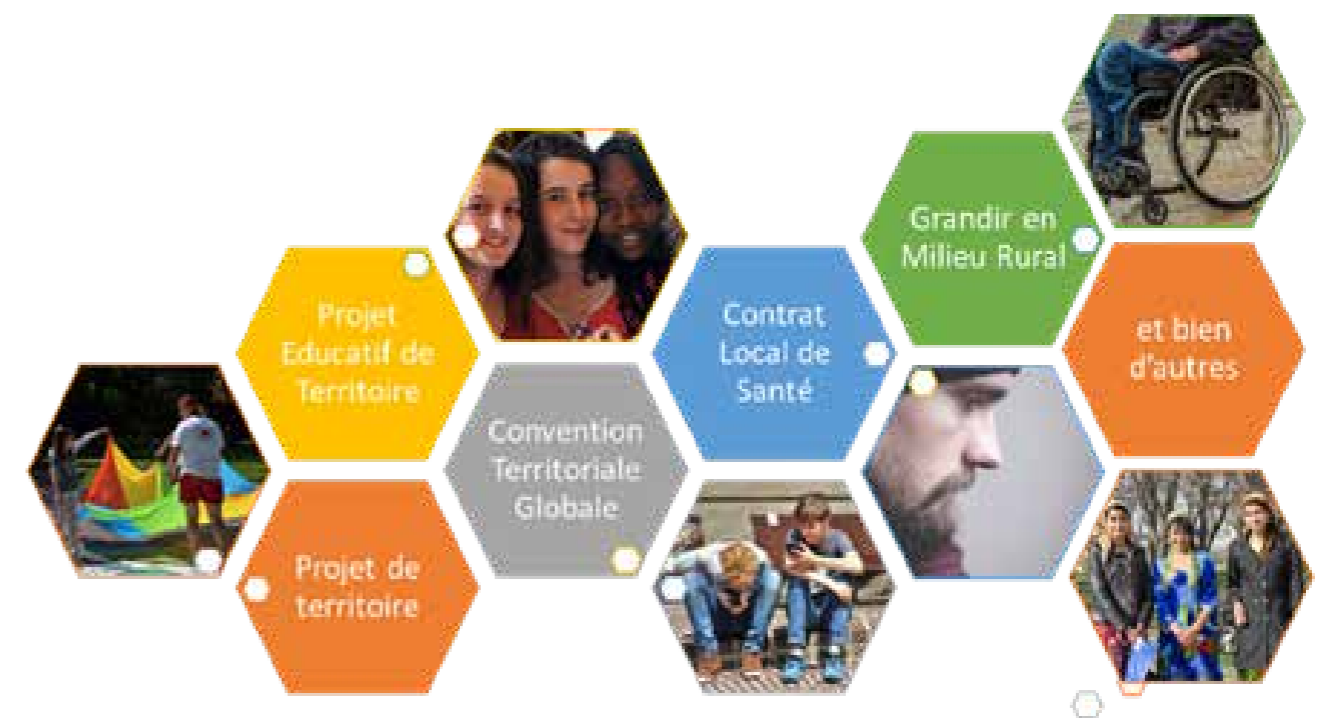 Projet
Educatif de
Territoire
Projet de
territoire
Convention
Territoriale
Globale
Contrat
Local de
Santé
Grandir en
Milieu Rural
et bien
d'autres